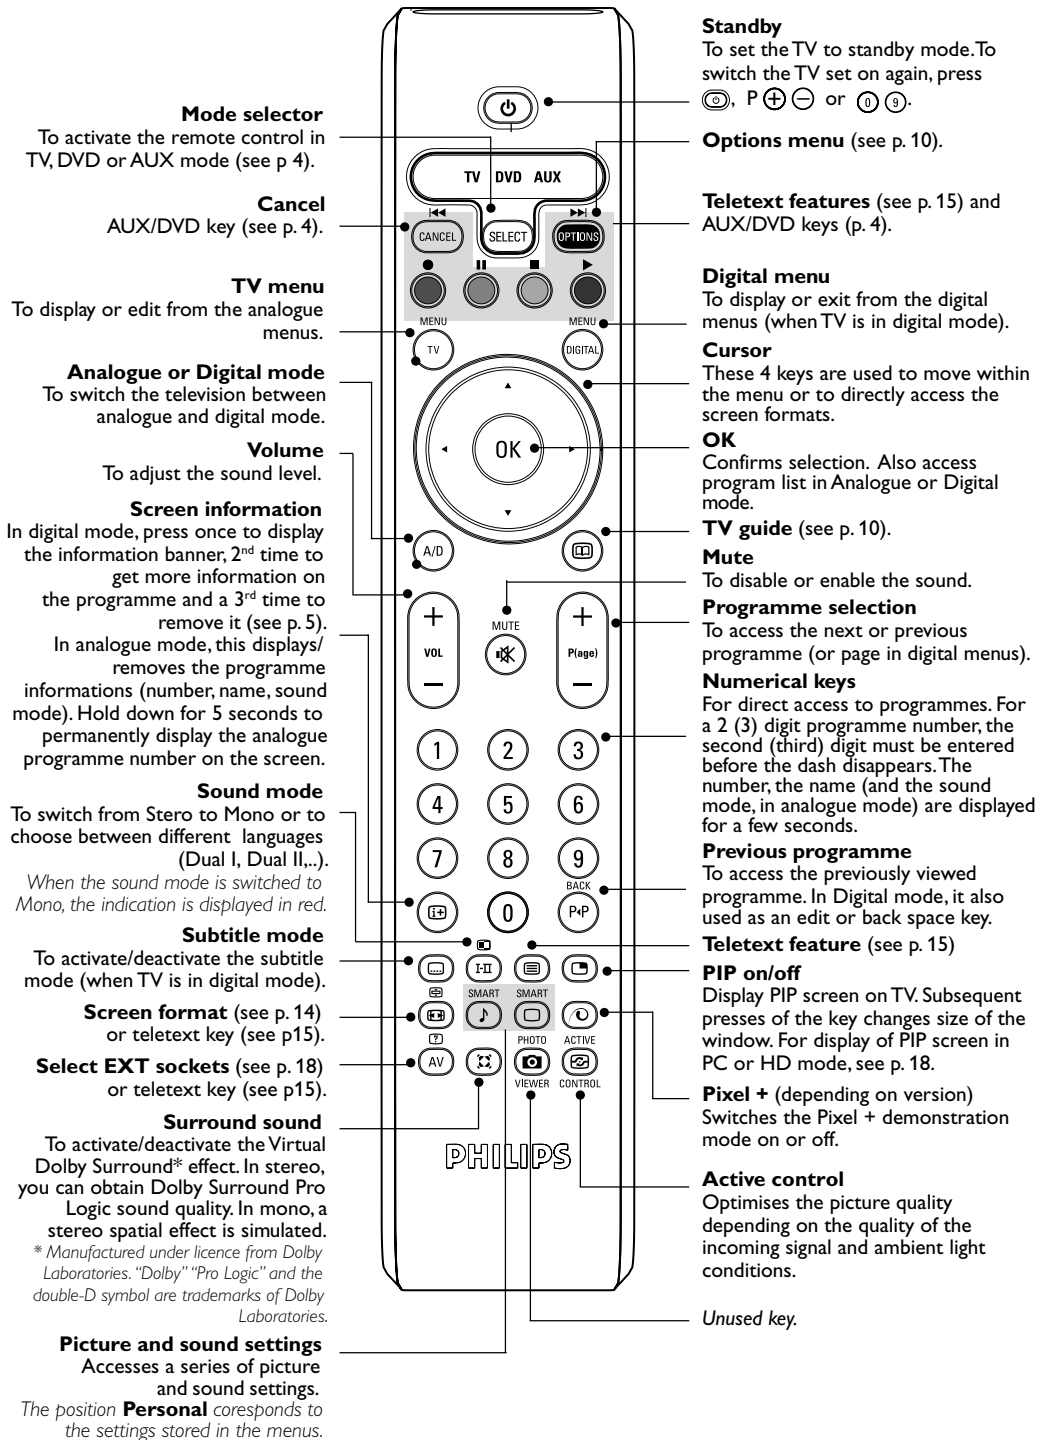 Mode selector
To activate the remote control in
TV, DVD or AUX mode (see p 4).
Cancel
AUX/DVD key (see p. 4).
TV menu
To display or edit from the analogue
menus.
Analogue or Digital mode
To switch the television between
analogue and digital mode.
Volume
To adjust the sound level.
Screen information
In digital mode, press once to display
the information banner, 2nd time to
get more information on
the programme and a 3rd time to
remove it (see p. 5).
In analogue mode, this displays/
removes the programme
informations (number, name, sound
mode). Hold down for 5 seconds to
permanently display the analogue
programme number on the screen.
Sound mode
To switch from Stero to Mono or to
choose between different languages
(Dual I, Dual II,..).
When the sound mode is switched to
Mono, the indication is displayed in red.
Subtitle mode
To activate/deactivate the subtitle
mode (when TV is in digital mode).
Screen format (see p. 14)
or teletext key (see p15).
Select EXT sockets (see p. 18)
or teletext key (see p15).
Surround sound
To activate/deactivate the Virtual
Dolby Surround* effect. In stereo,
you can obtain Dolby Surround Pro
Logic sound quality. In mono, a
stereo spatial effect is simulated.
* Manufactured under licence from Dolby
Laboratories. “Dolby” “Pro Logic” and the
double-D symbol are trademarks of Dolby
Laboratories.
Picture and sound settings
Accesses a series of picture
and sound settings.
The position Personal coresponds to
the settings stored in the menus.
TV DVD AUX
CANCEL SELECT OPTIONS
MENU MENU
TV DIGITAL
OK
A/D
+ MUTE +
VOL P(age)
– –
1 2 3
4 5 6
7 8 9
BACK
i+ 0 P◂P
I-II
SMART SMART
?
PHOTO ACTIVE
AV
VIEWER CONTROL
PHILIPS
Standby
To set the TV to standby mode. To
switch the TV set on again, press
, P + – or 0 9.
Options menu (see p. 10).
Teletext features (see p. 15) and
AUX/DVD keys (p. 4).
Digital menu
To display or exit from the digital
menus (when TV is in digital mode).
Cursor
These 4 keys are used to move within
the menu or to directly access the
screen formats.
OK
Confirms selection. Also access
program list in Analogue or Digital
mode.
TV guide (see p. 10).
Mute
To disable or enable the sound.
Programme selection
To access the next or previous
programme (or page in digital menus).
Numerical keys
For direct access to programmes. For
a 2 (3) digit programme number, the
second (third) digit must be entered
before the dash disappears. The
number, the name (and the sound
mode, in analogue mode) are displayed
for a few seconds.
Previous programme
To access the previously viewed
programme. In Digital mode, it also
used as an edit or back space key.
Teletext feature (see p. 15)
PIP on/off
Display PIP screen on TV. Subsequent
presses of the key changes size of the
window. For display of PIP screen in
PC or HD mode, see p. 18.
Pixel + (depending on version)
Switches the Pixel + demonstration
mode on or off.
Active control
Optimises the picture quality
depending on the quality of the
incoming signal and ambient light
conditions.
Unused key.